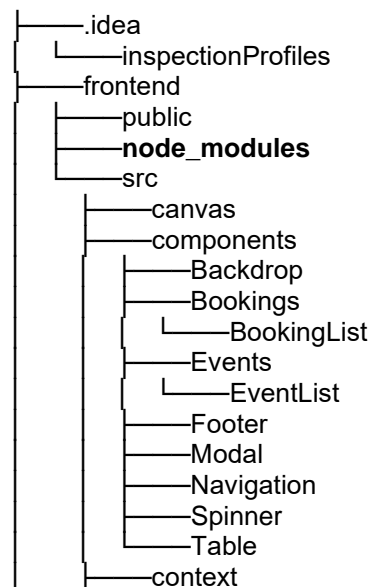 .idea
inspectionProfiles
frontend
public
node_modules
src
canvas
components
Backdrop
Bookings
BookingList
Events
EventList
Footer
Modal
Navigation
Spinner
Table
context